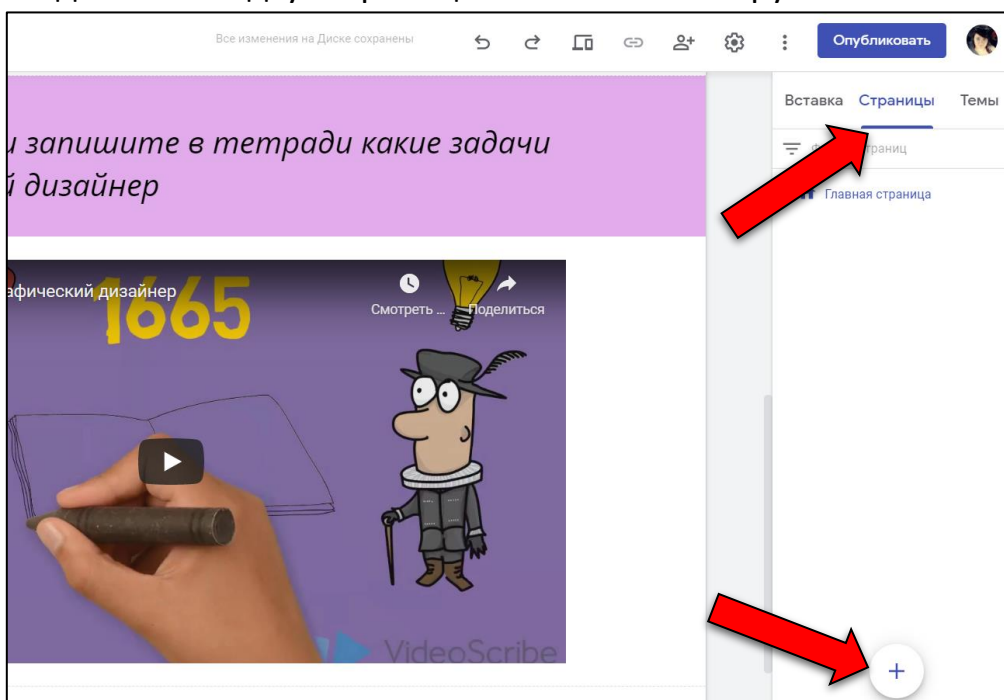 Все изменения на Диске сохранены
Опубликовать
Вставка Страницы Темы
и запишите в тетради какие задачи
й дизайнер
Главная страница
афический дизайнер
1665
Смотреть ...
Поделиться
VideoScribe